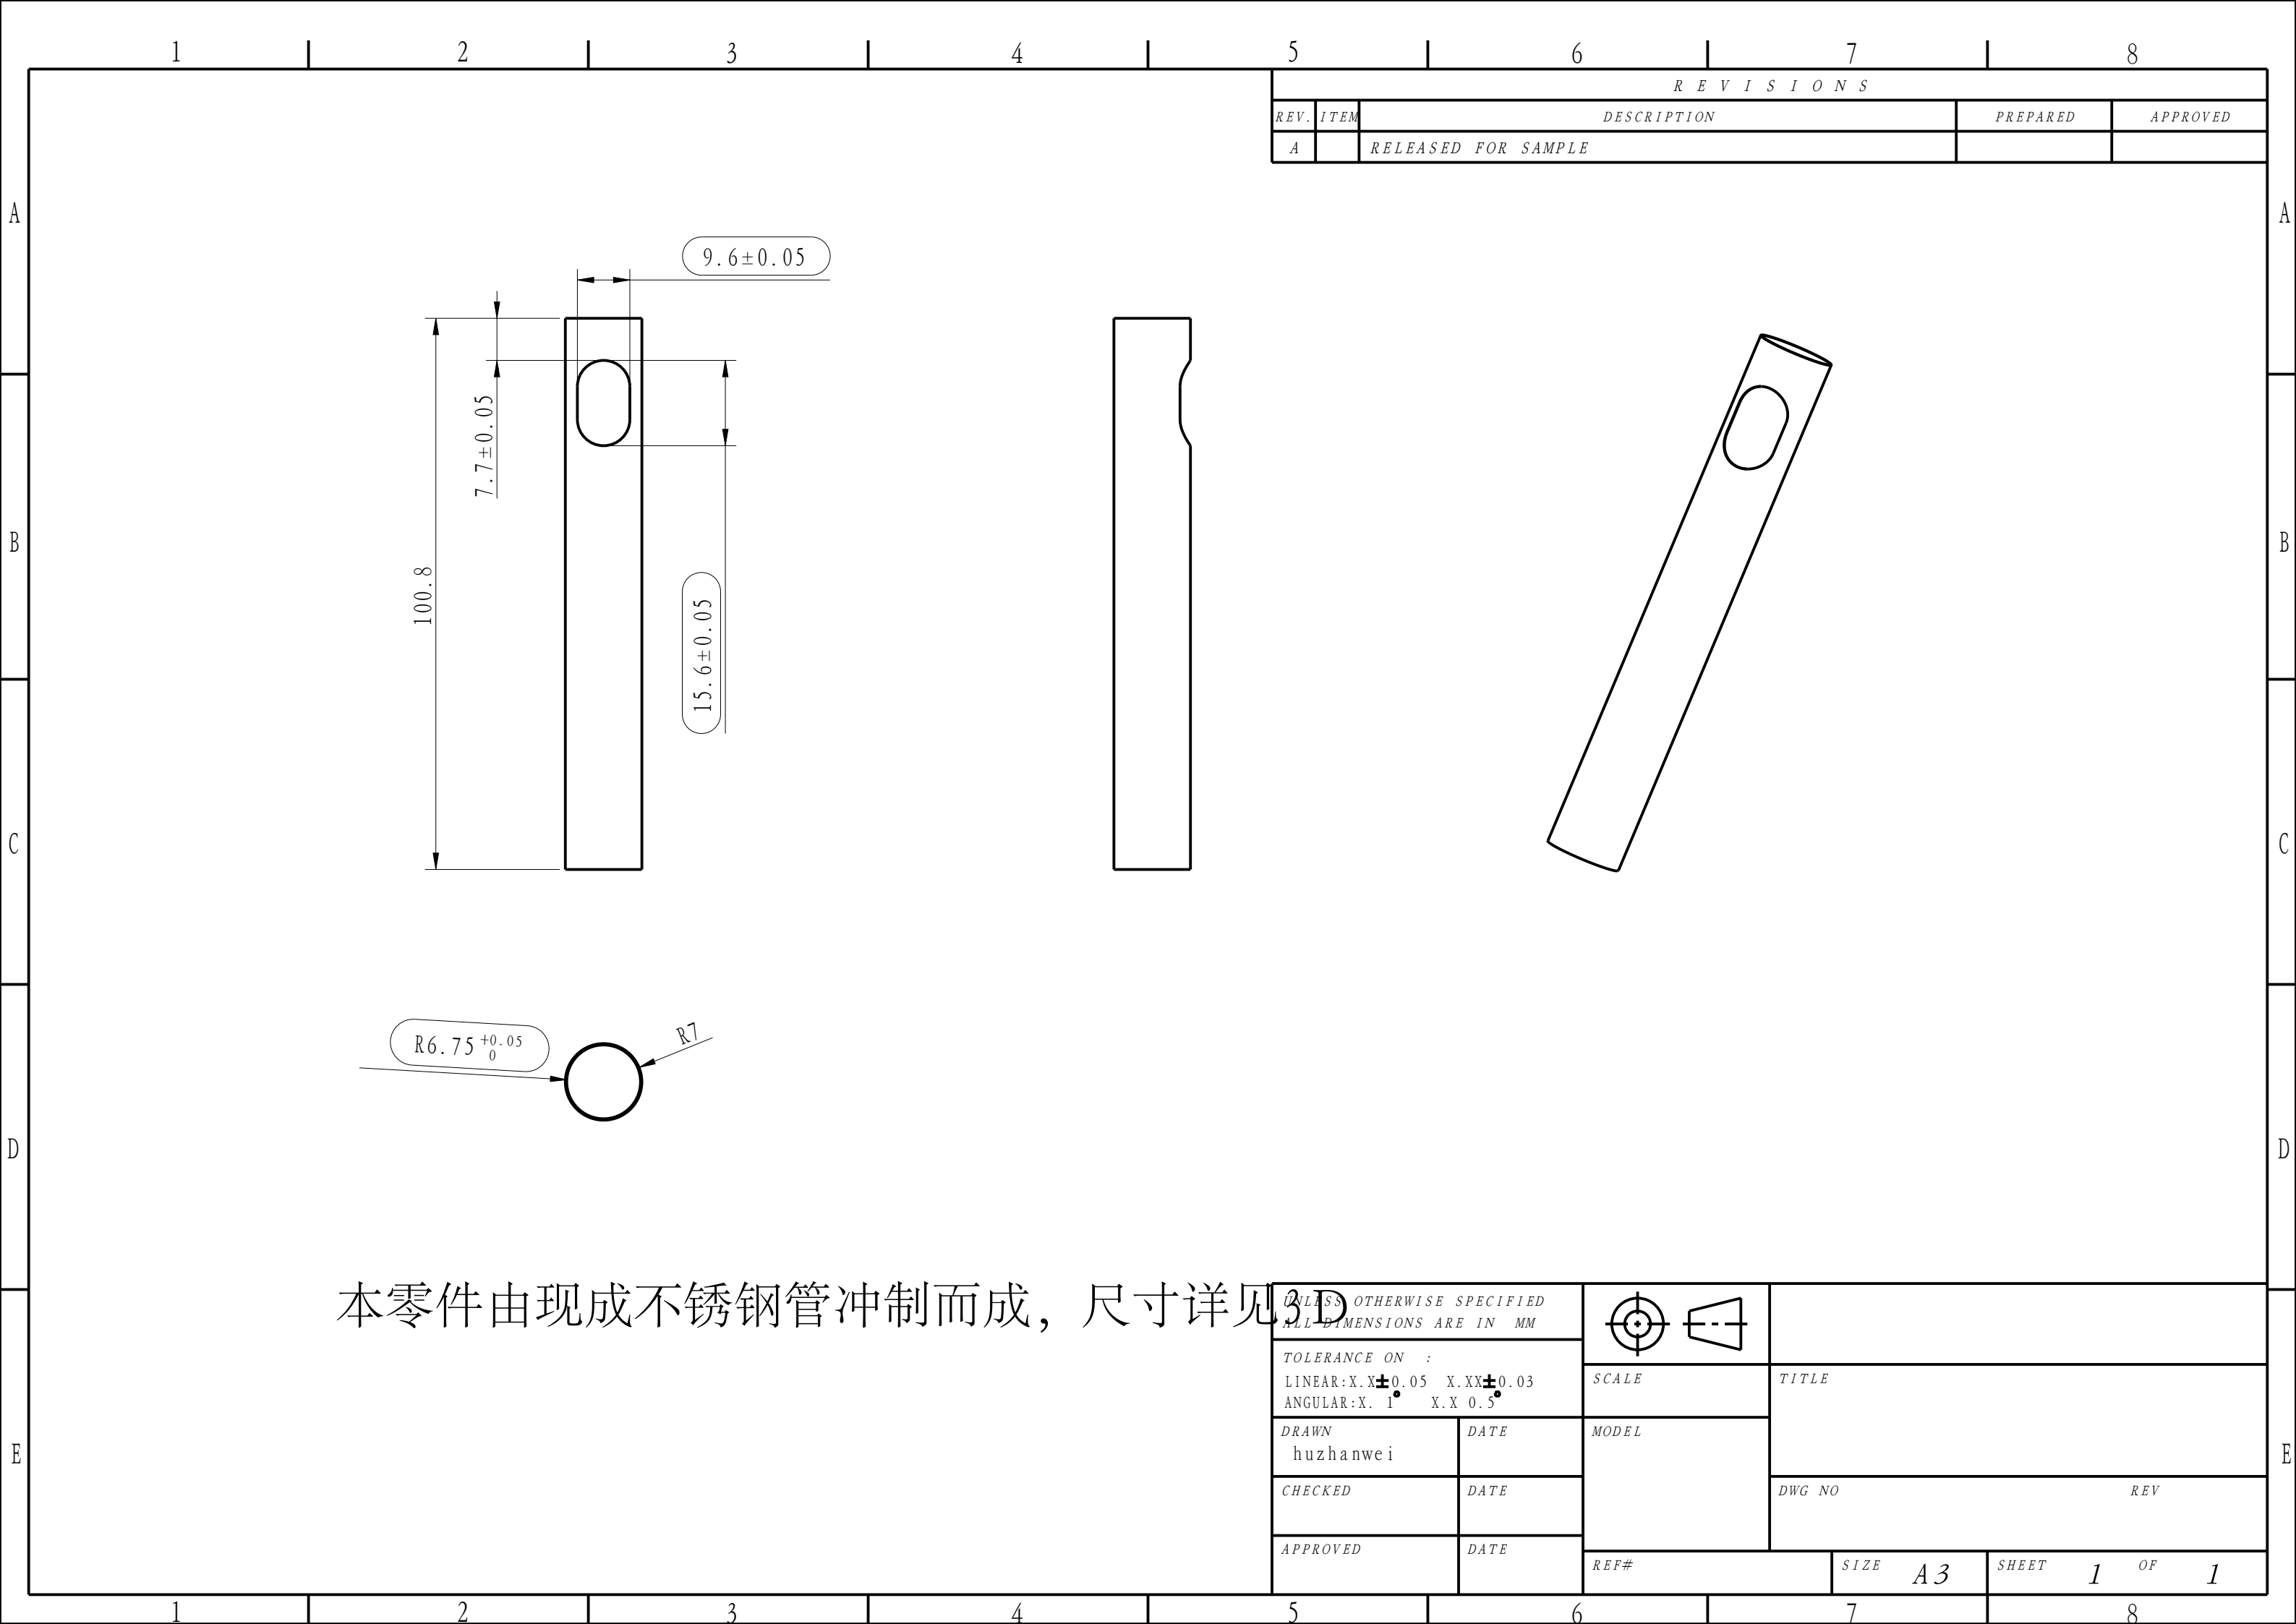 1 2 3 4 5 6 7 8
REVISIONS
REV. ITEM DESCRIPTION PREPARED APPROVED
A RELEASED FOR SAMPLE
A A
9.6±0.05
7.7±0.05
B B
100.8
15.6±0.05
C C
R6.75 +0.05 0
R7
D D
本零件由现成不锈钢管冲制而成，尺寸详见3D
UNLESS OTHERWISE SPECIFIED
ALL DIMENSIONS ARE IN MM
TOLERANCE ON :
LINEAR:X.X±0.05 X.XX±0.03
ANGULAR:X. 1° X.X 0.5°
SCALE
TITLE
DRAWN DATE
huzhanwei
MODEL
E E
CHECKED DATE
DWG NO REV
APPROVED DATE
REF#
SIZE A3
SHEET 1 OF 1
1 2 3 4 5 6 7 8